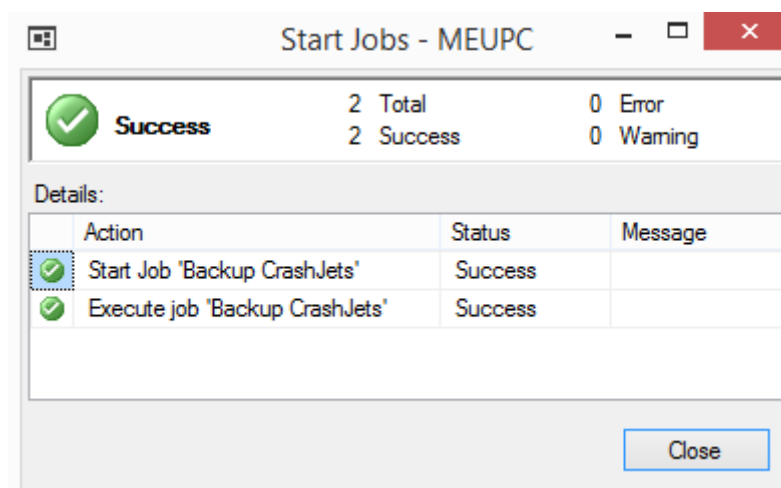 Start Jobs - MEUPC
Success
2 Total 0 Error
2 Success 0 Warning
Details:
Action Status Message
Start Job 'Backup CrashJets' Success
Execute job 'Backup CrashJets' Success
Close